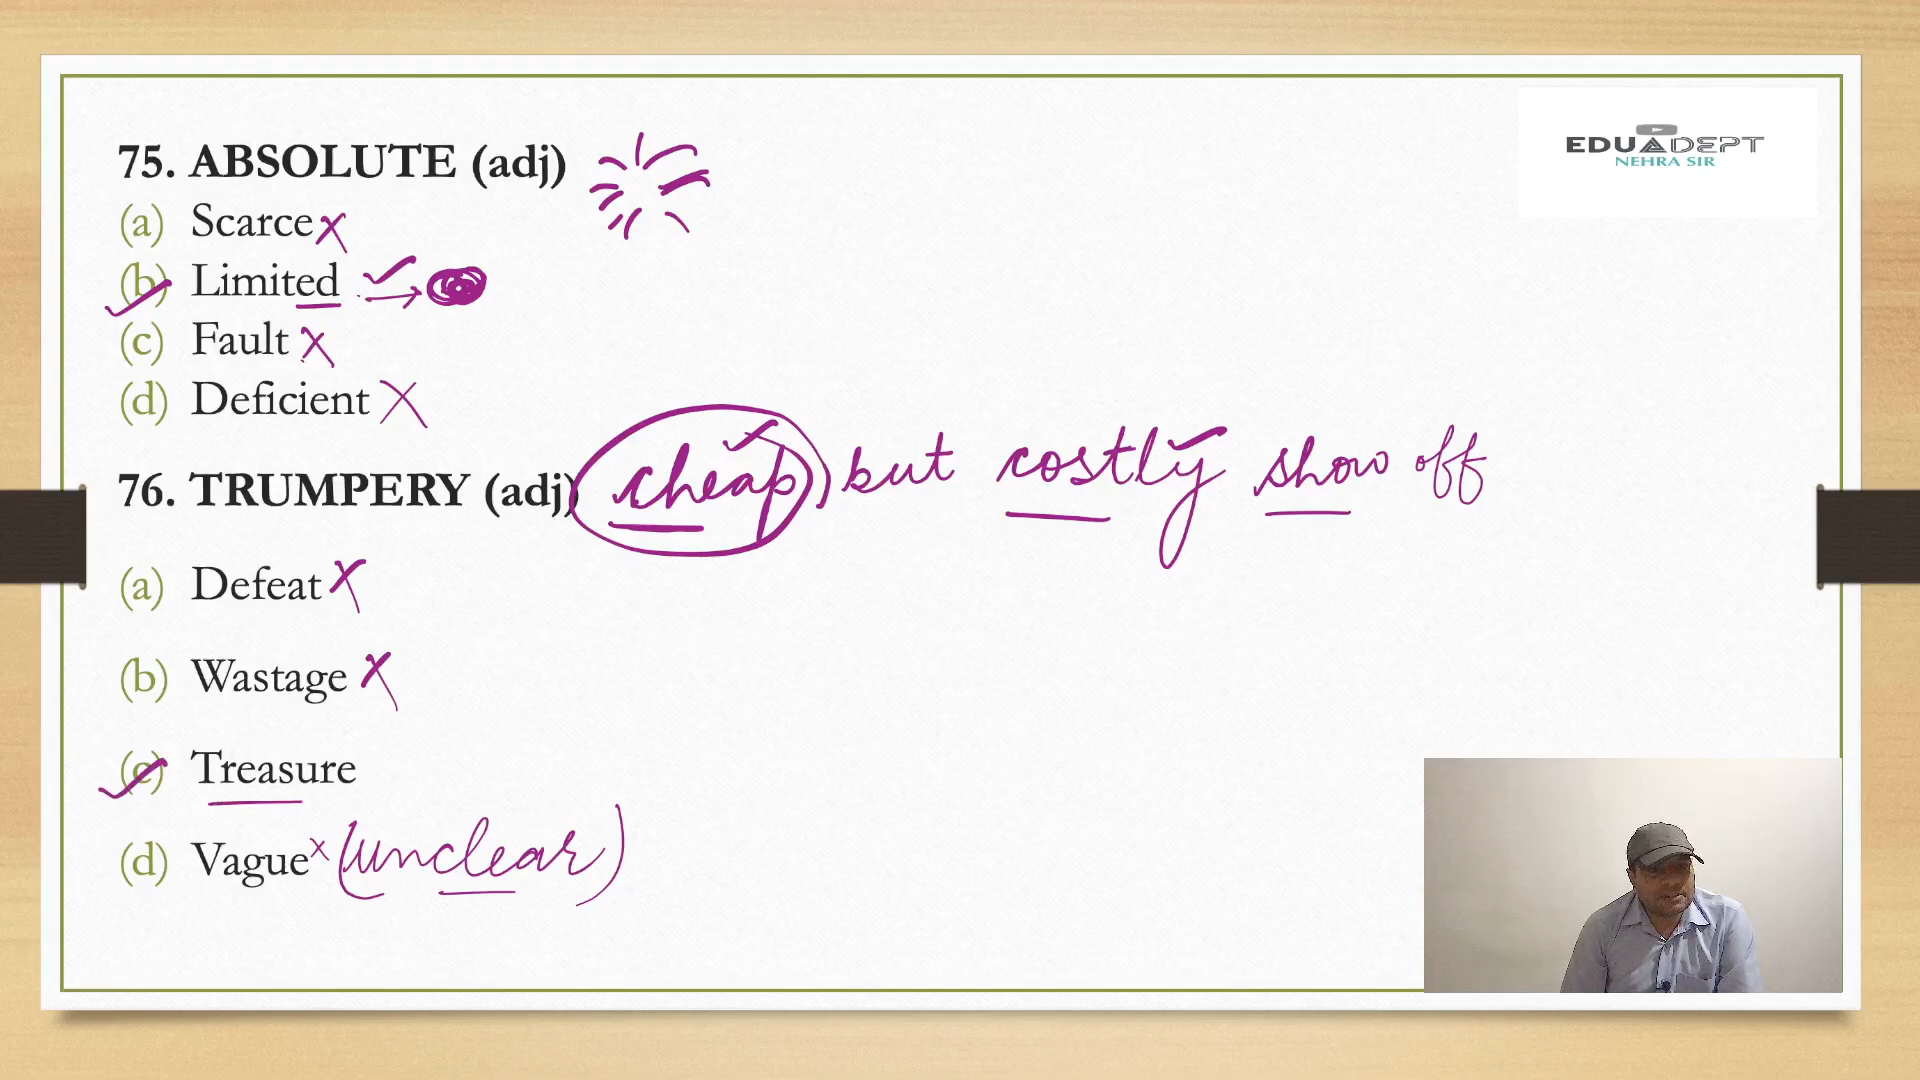 EDUADEPT
NEHRA SIR
75. ABSOLUTE (adj)
(a) Scarce
(b) Limited
(c) Fault
(d) Deficient
76. TRUMPERY (adj) cheap, but costly show off
(a) Defeat
(b) Wastage
(c) Treasure
(d) Vague (unclear)